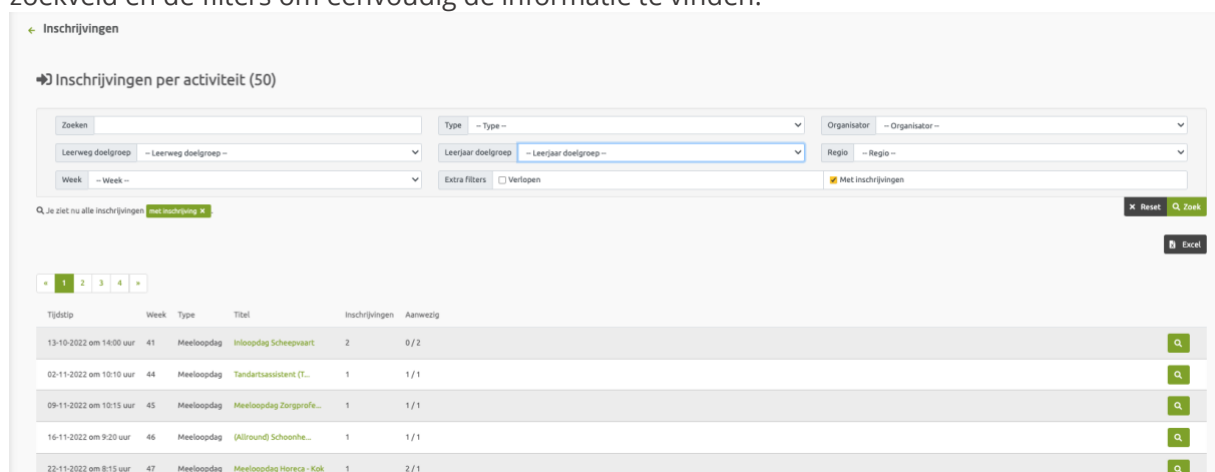 zoekveld en de filters om eenvoudig de informatie te vinden.
← Inschrijvingen
Inschrijvingen per activiteit (50)
Zoeken Type -- Type -- Organisator -- Organisator --
Leerweg doelgroep -- Leerweg doelgroep -- Leerjaar doelgroep -- Leerjaar doelgroep -- Regio -- Regio --
Week -- Week -- Extra filters Verlopen Met inschrijvingen
Je ziet nu alle inschrijvingen met inschrijving × .
× Reset Zoek
Excel
« 1 2 3 4 »
Tijdstip Week Type Titel Inschrijvingen Aanwezig
13-10-2022 om 14:00 uur 41 Meeloopdag Inloopdag Scheepvaart 2 0 / 2
02-11-2022 om 10:10 uur 44 Meeloopdag Tandartsassistent (T... 1 1 / 1
09-11-2022 om 10:15 uur 45 Meeloopdag Meeloopdag Zorgprofe... 1 1 / 1
16-11-2022 om 9:20 uur 46 Meeloopdag (Allround) Schoonhe... 1 1 / 1
22-11-2022 om 8:15 uur 47 Meeloopdag Meeloopdag Horeca - Kok 1 2 / 1